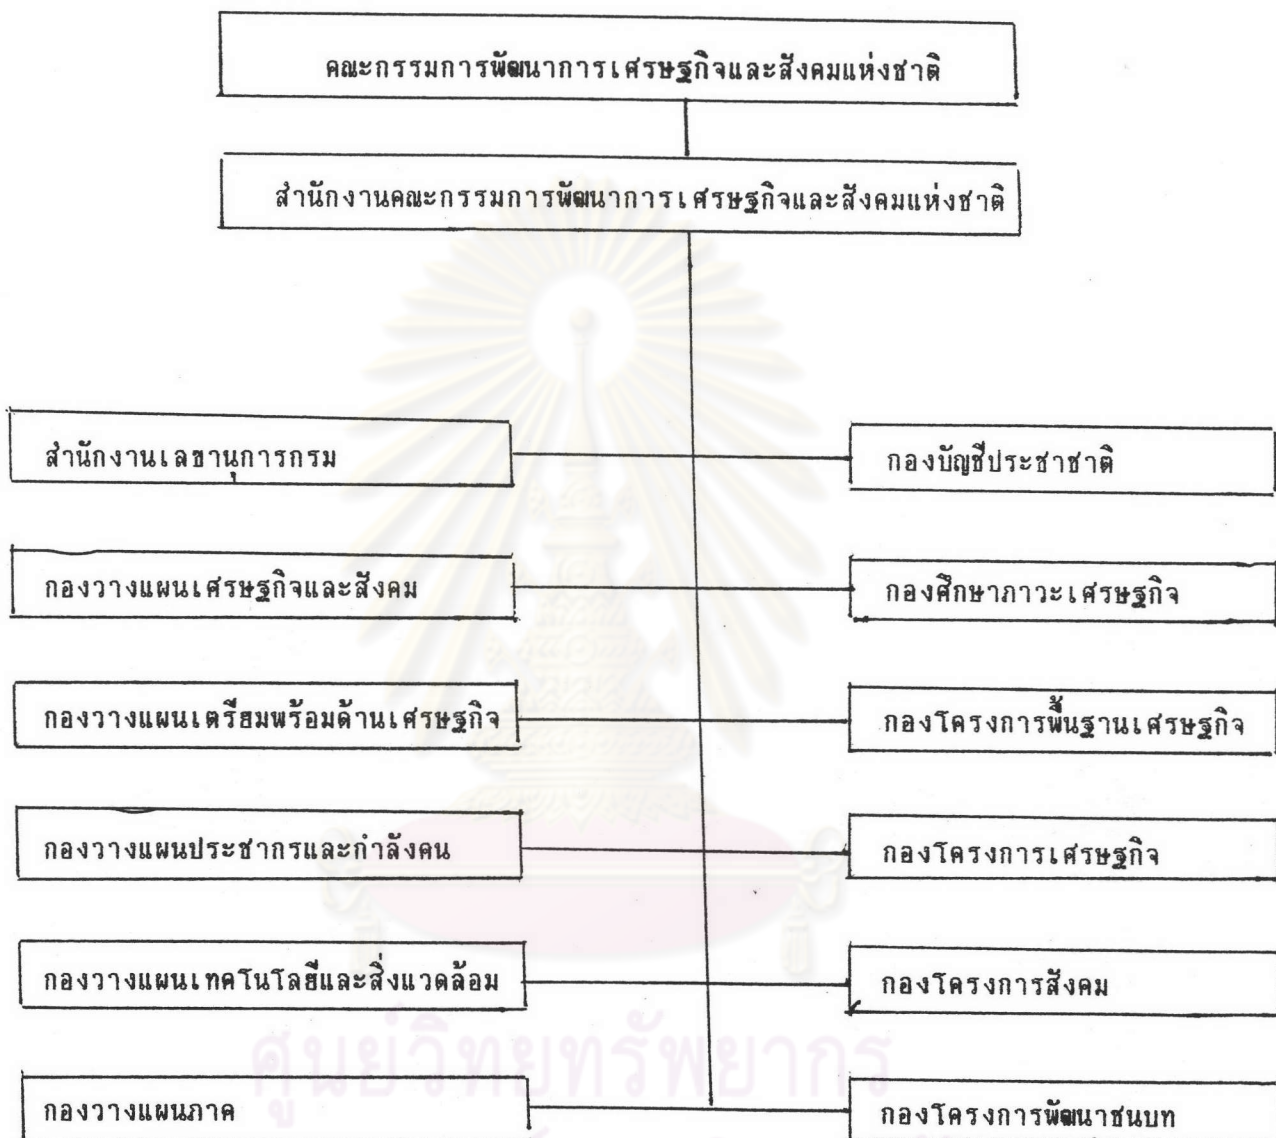 คณะกรรมการพัฒนาการเศรษฐกิจและสังคมแห่งชาติ
สำนักงานคณะกรรมการพัฒนาการเศรษฐกิจและสังคมแห่งชาติ
สำนักงานเลขานุการกรม
กองบัญชีประชาชาติ
กองวางแผนเศรษฐกิจและสังคม
กองศึกษาภาวะเศรษฐกิจ
กองวางแผนเตรียมพร้อมด้านเศรษฐกิจ
กองโครงการพื้นฐานเศรษฐกิจ
กองวางแผนประชากรและกำลังคน
กองโครงการเศรษฐกิจ
กองวางแผนเทคโนโลยีและสิ่งแวดล้อม
กองโครงการสังคม
ศูนย์วิทยทรัพยากร
กองวางแผนภาค
กองโครงการพัฒนาชนบท